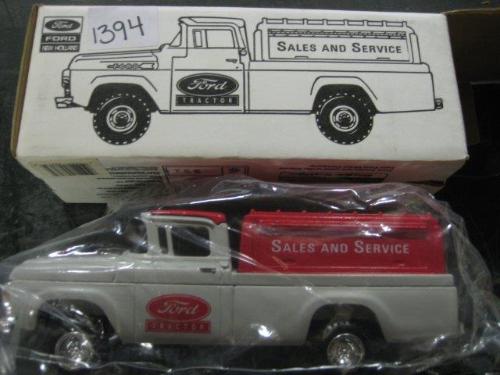 1394
FORD
NEW HOLLAND
FORD
SALES AND SERVICE
Ford
TRACTOR
SALES AND SERVICE
Ford
TRACTOR